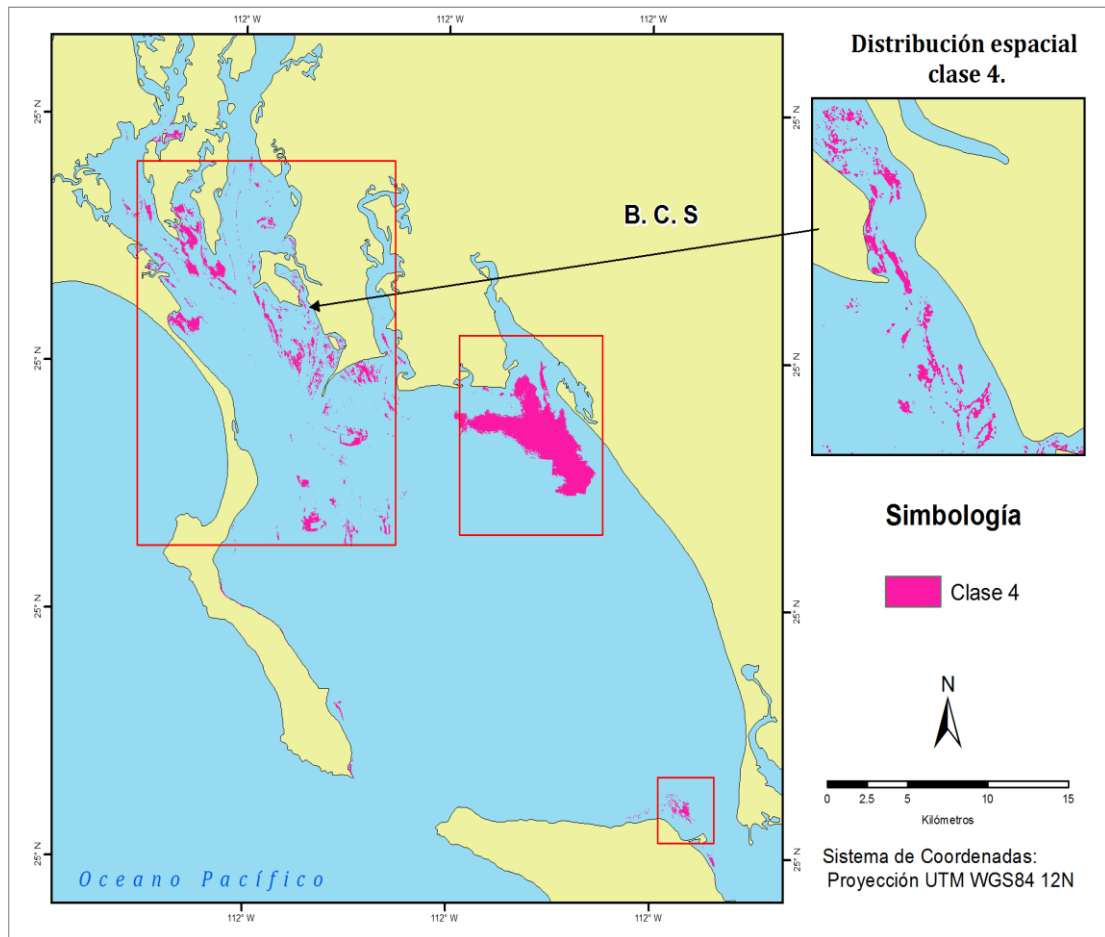 112° W
112° W
112° W
25° N
25° N
25° N
25° N
25° N
25° N
25° N
25° N
B. C. S
Oceano Pacífico
112° W
112° W
112° W
Distribución espacial
clase 4.
Simbología
Clase 4
N
0 2.5 5 10 15
Kilómetros
Sistema de Coordenadas:
Proyección UTM WGS84 12N